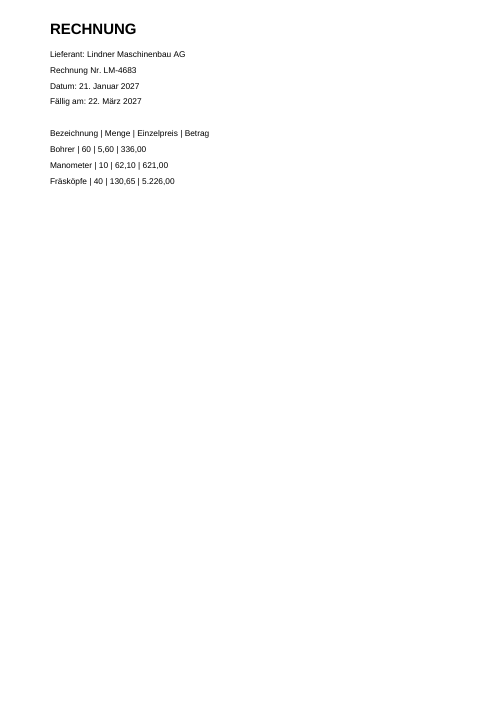 RECHNUNG
Lieferant: Lindner Maschinenbau AG
Rechnung Nr. LM-4683
Datum: 21. Januar 2027
Fällig am: 22. März 2027
Bezeichnung | Menge | Einzelpreis | Betrag
Bohrer | 60 | 5,60 | 336,00
Manometer | 10 | 62,10 | 621,00
Fräsköpfe | 40 | 130,65 | 5.226,00